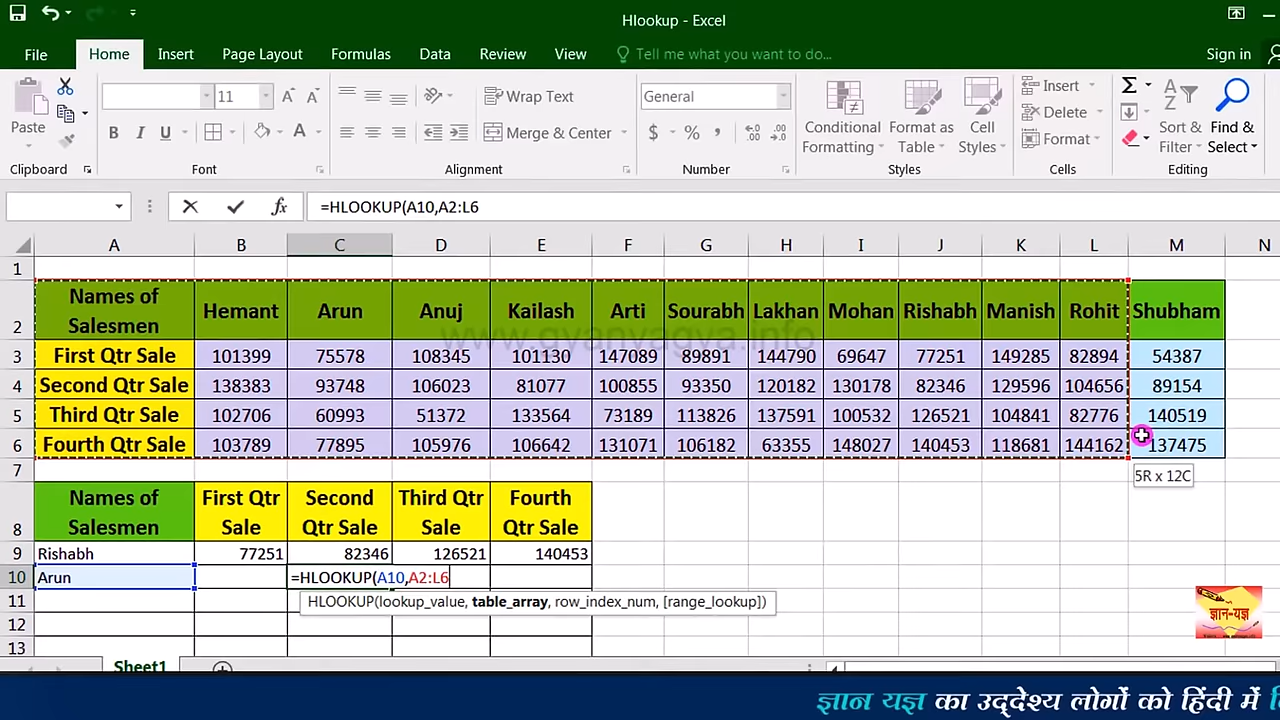 Hlookup - Excel
File Home Insert Page Layout Formulas Data Review View Tell me what you want to do... Sign in
Paste
11
Wrap Text
Merge & Center
General
Conditional Formatting
Format as Table
Cell Styles
Insert
Delete
Format
Sort & Filter
Find & Select
Clipboard Font Alignment Number Styles Cells Editing
=HLOOKUP(A10,A2:L6
A B C D E F G H I J K L M N
1
2 Names of Salesmen Hemant Arun Anuj Kailash Arti Sourabh Lakhan Mohan Rishabh Manish Rohit Shubham
www.gyanyagya.info
3 First Qtr Sale 101399 75578 108345 101130 147089 89891 144790 69647 77251 149285 82894 54387
4 Second Qtr Sale 138383 93748 106023 81077 100855 93350 120182 130178 82346 129596 104656 89154
5 Third Qtr Sale 102706 60993 51372 133564 73189 113826 137591 100532 126521 104841 82776 140519
6 Fourth Qtr Sale 103789 77895 105976 106642 131071 106182 63355 148027 140453 118681 144162 137475
7
5R x 12C
8 Names of Salesmen First Qtr Sale Second Qtr Sale Third Qtr Sale Fourth Qtr Sale
9 Rishabh 77251 82346 126521 140453
10 Arun =HLOOKUP(A10,A2:L6
11 HLOOKUP(lookup_value, table_array, row_index_num, [range_lookup])
12
13
ज्ञान-यज्ञ
Sheet1
ज्ञान यज्ञ का उद्देश्य लोगों को हिंदी में